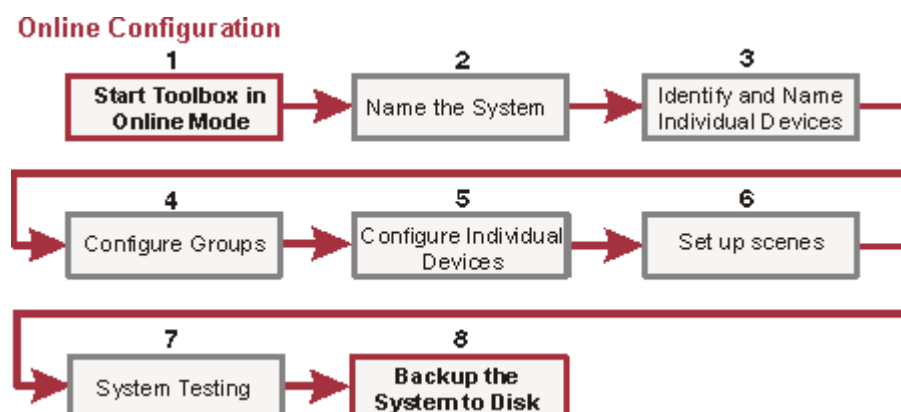 Online Configuration
1
2
3
Start Toolbox in
Online Mode
Name the System
Identify and Name
Individual Devices
4
5
6
Configure Groups
Configure Individual
Devices
Set up scenes
7
8
System Testing
Backup the
System to Disk